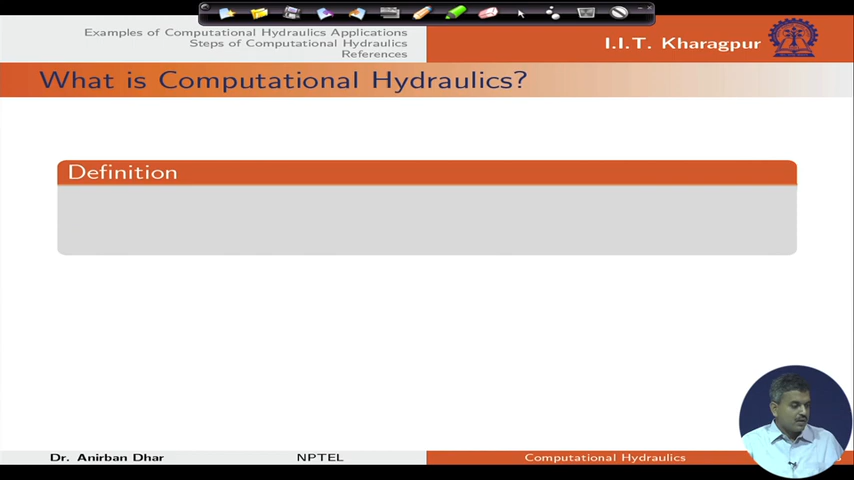 Examples of Computational Hydraulics Applications
Steps of Computational Hydraulics
References
I.I.T. Kharagpur
What is Computational Hydraulics?
Definition
Dr. Anirban Dhar
NPTEL
Computational Hydraulics